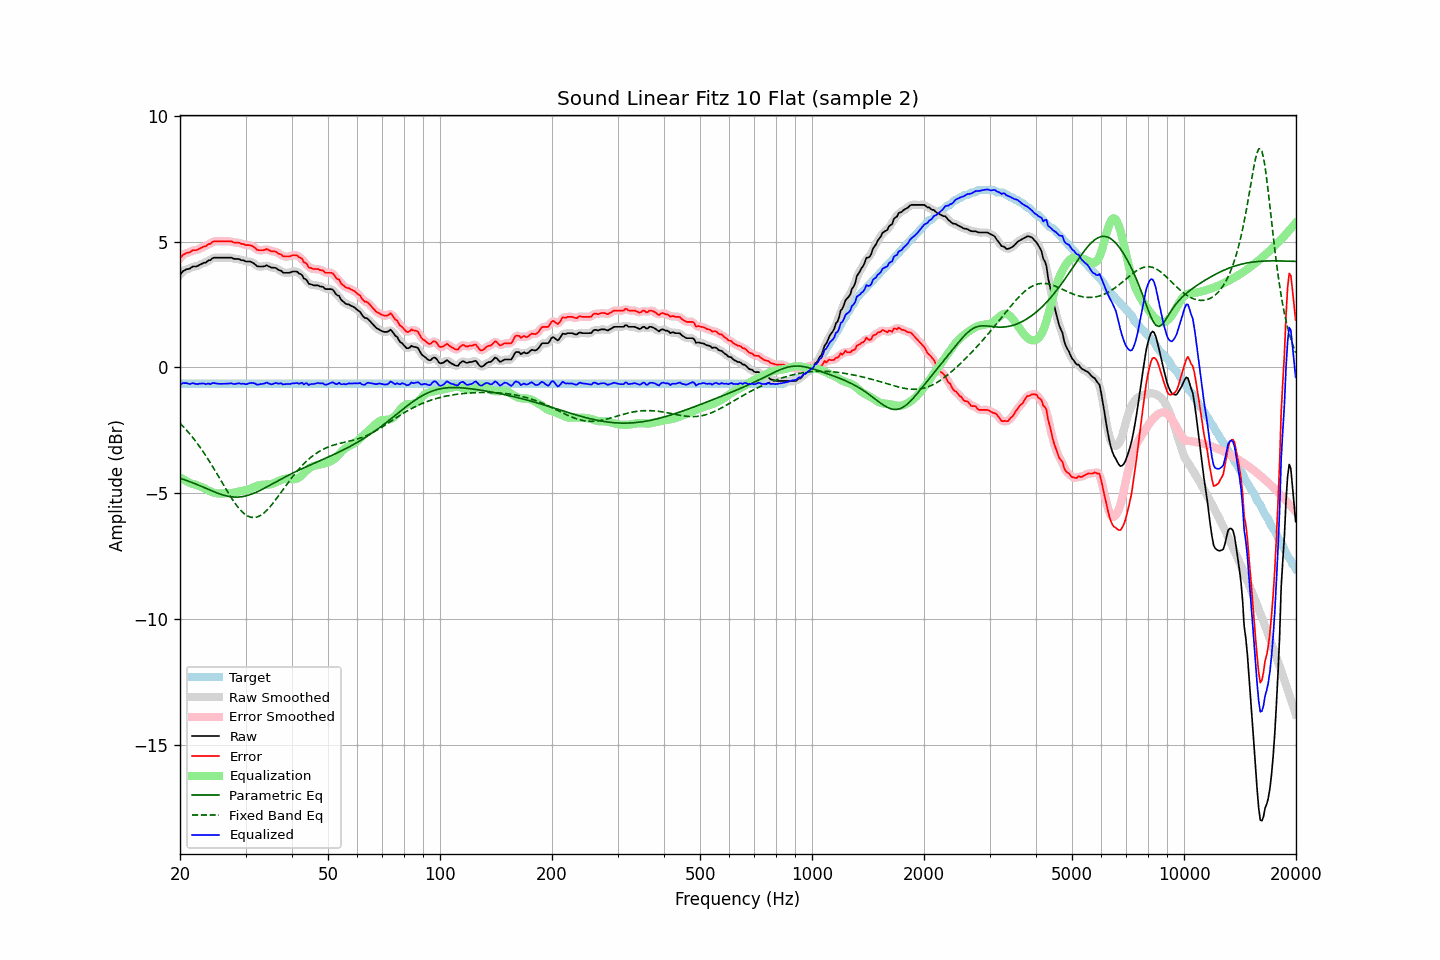 Sound Linear Fitz 10 Flat (sample 2)
10
5
0
−5
−10
−15
Amplitude (dBr)
Target
Raw Smoothed
Error Smoothed
Raw
Error
Equalization
Parametric Eq
Fixed Band Eq
Equalized
20 50 100 200 500 1000 2000 5000 10000 20000
Frequency (Hz)